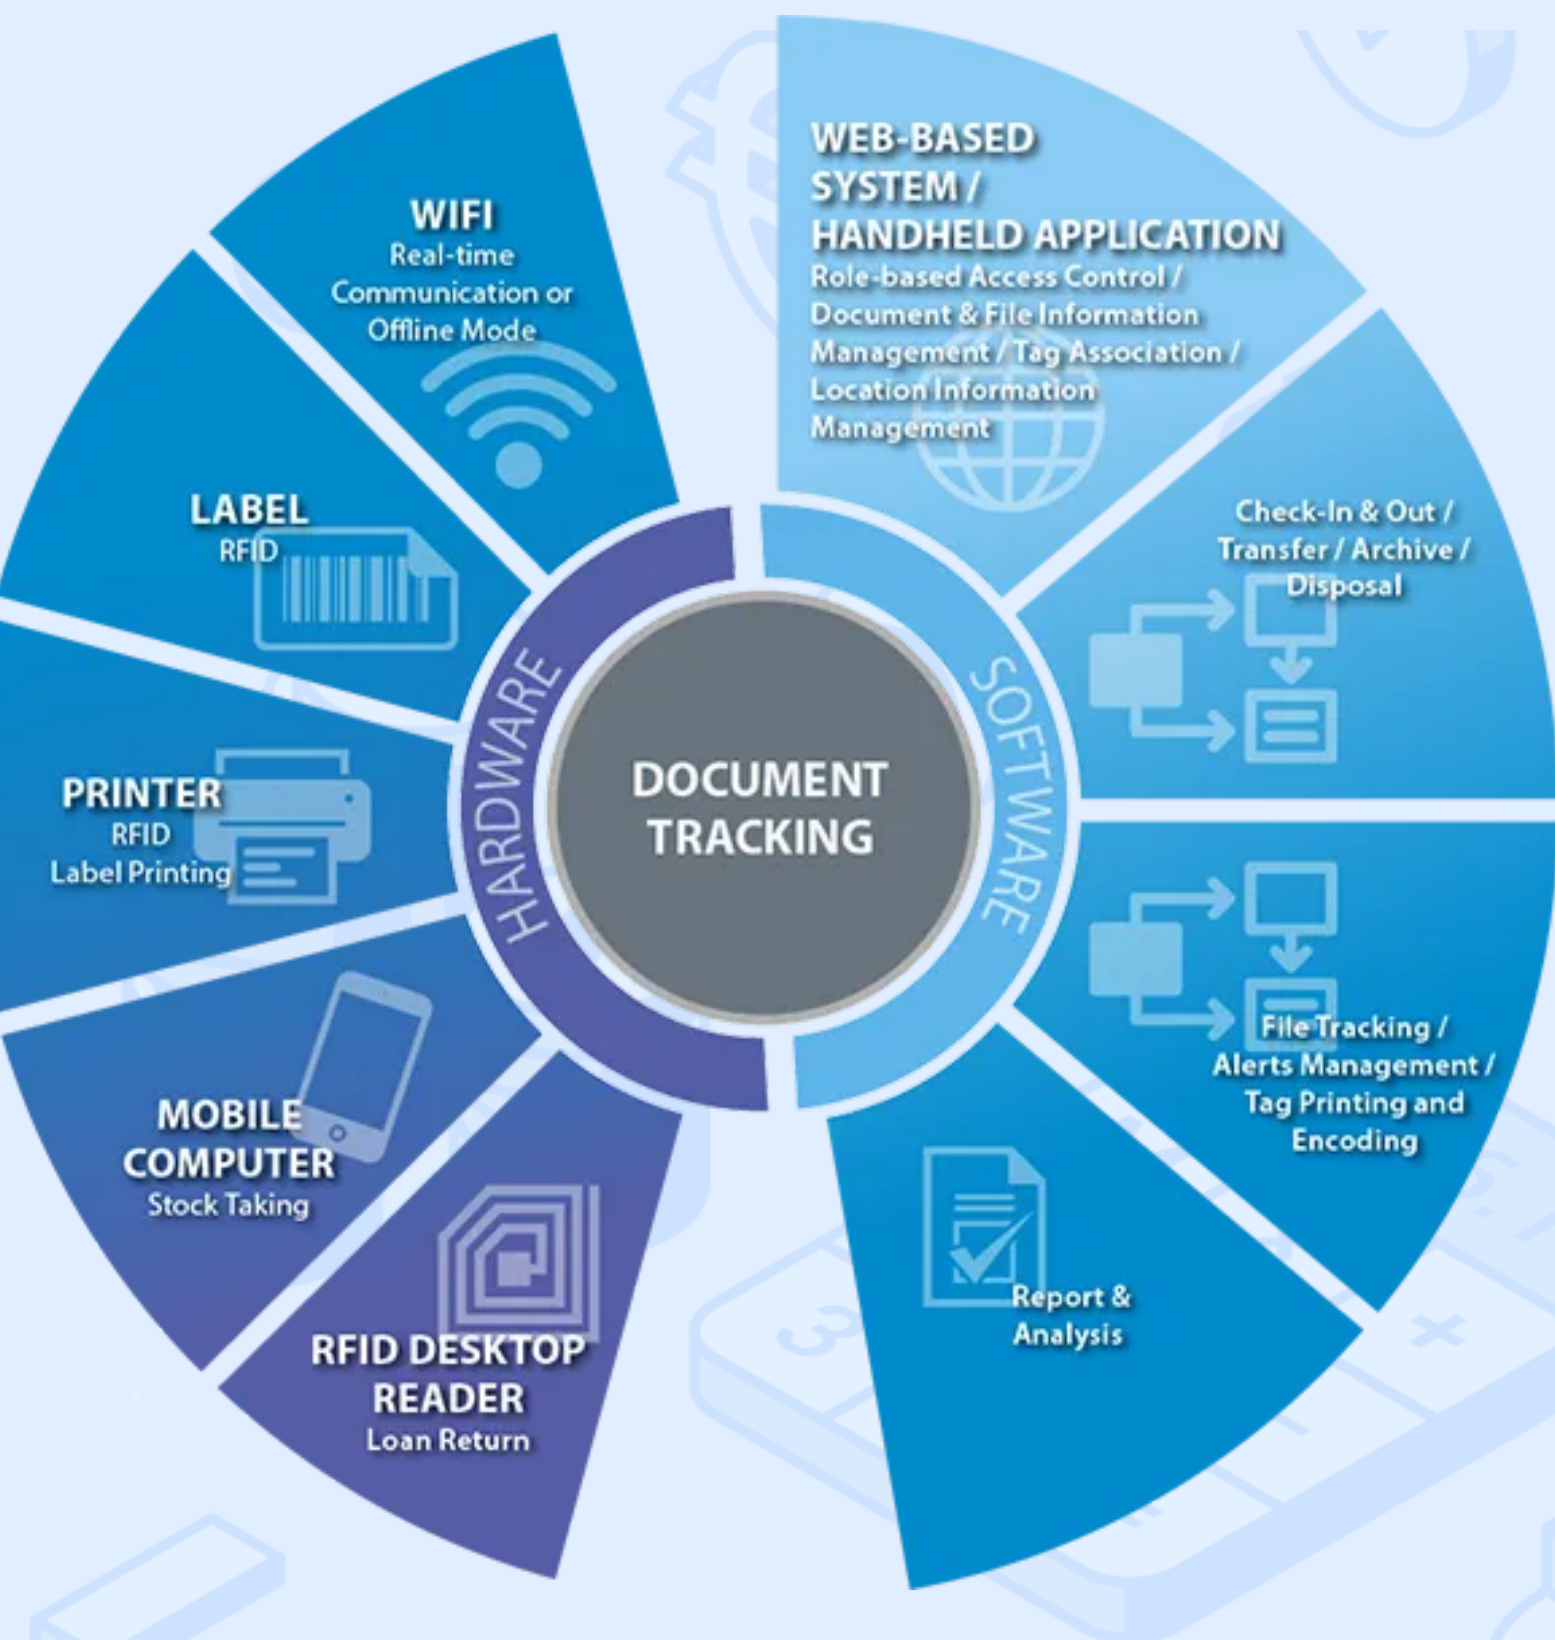 WIFI
Real-time
Communication or
Offline Mode
LABEL
RFID
PRINTER
RFID
Label Printing
MOBILE
COMPUTER
Stock Taking
RFID DESKTOP
READER
Loan Return
HARDWARE
DOCUMENT
TRACKING
SOFTWARE
WEB-BASED
SYSTEM /
HANDHELD APPLICATION
Role-based Access Control /
Document & File Information
Management / Tag Association /
Location Information
Management
Check-In & Out /
Transfer / Archive /
Disposal
File Tracking /
Alerts Management /
Tag Printing and
Encoding
Report &
Analysis